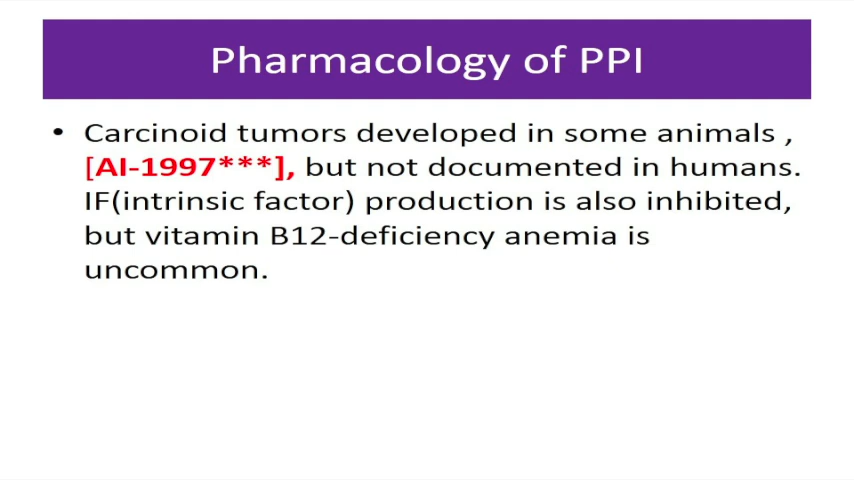 Pharmacology of PPI
• Carcinoid tumors developed in some animals ,
[AI-1997***], but not documented in humans.
IF(intrinsic factor) production is also inhibited,
but vitamin B12-deficiency anemia is
uncommon.